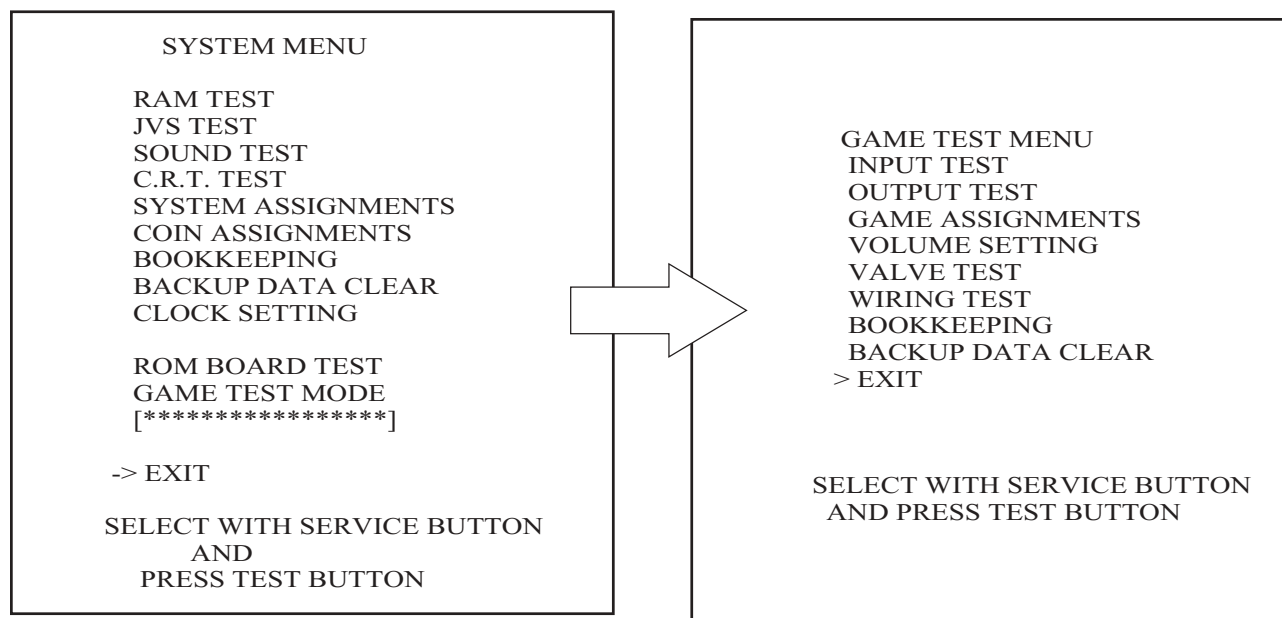 SYSTEM MENU
RAM TEST
JVS TEST
SOUND TEST
C.R.T. TEST
SYSTEM ASSIGNMENTS
COIN ASSIGNMENTS
BOOKKEEPING
BACKUP DATA CLEAR
CLOCK SETTING
ROM BOARD TEST
GAME TEST MODE
[*****************]
-> EXIT
SELECT WITH SERVICE BUTTON
AND
PRESS TEST BUTTON
GAME TEST MENU
INPUT TEST
OUTPUT TEST
GAME ASSIGNMENTS
VOLUME SETTING
VALVE TEST
WIRING TEST
BOOKKEEPING
BACKUP DATA CLEAR
> EXIT
SELECT WITH SERVICE BUTTON
AND PRESS TEST BUTTON